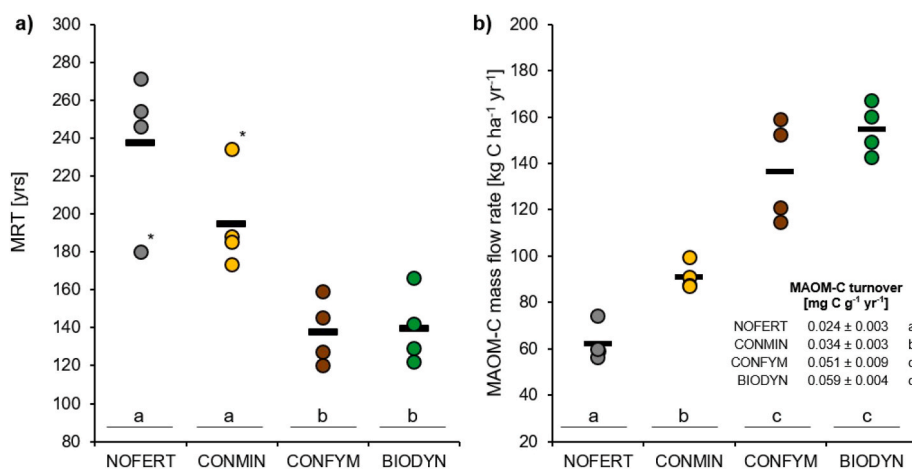 a)
300
280
260
240
220
200
180
160
140
120
100
80
MRT [yrs]
*
*
a a b b
NOFERT CONMIN CONFYM BIODYN
b)
180
160
140
120
100
80
60
40
20
MAOM-C mass flow rate [kg C ha⁻¹ yr⁻¹]
MAOM-C turnover
[mg C g⁻¹ yr⁻¹]
NOFERT 0.024 ± 0.003 a
CONMIN 0.034 ± 0.003 b
CONFYM 0.051 ± 0.009
BIODYN 0.059 ± 0.004
a b c c
NOFERT CONMIN CONFYM BIODYN